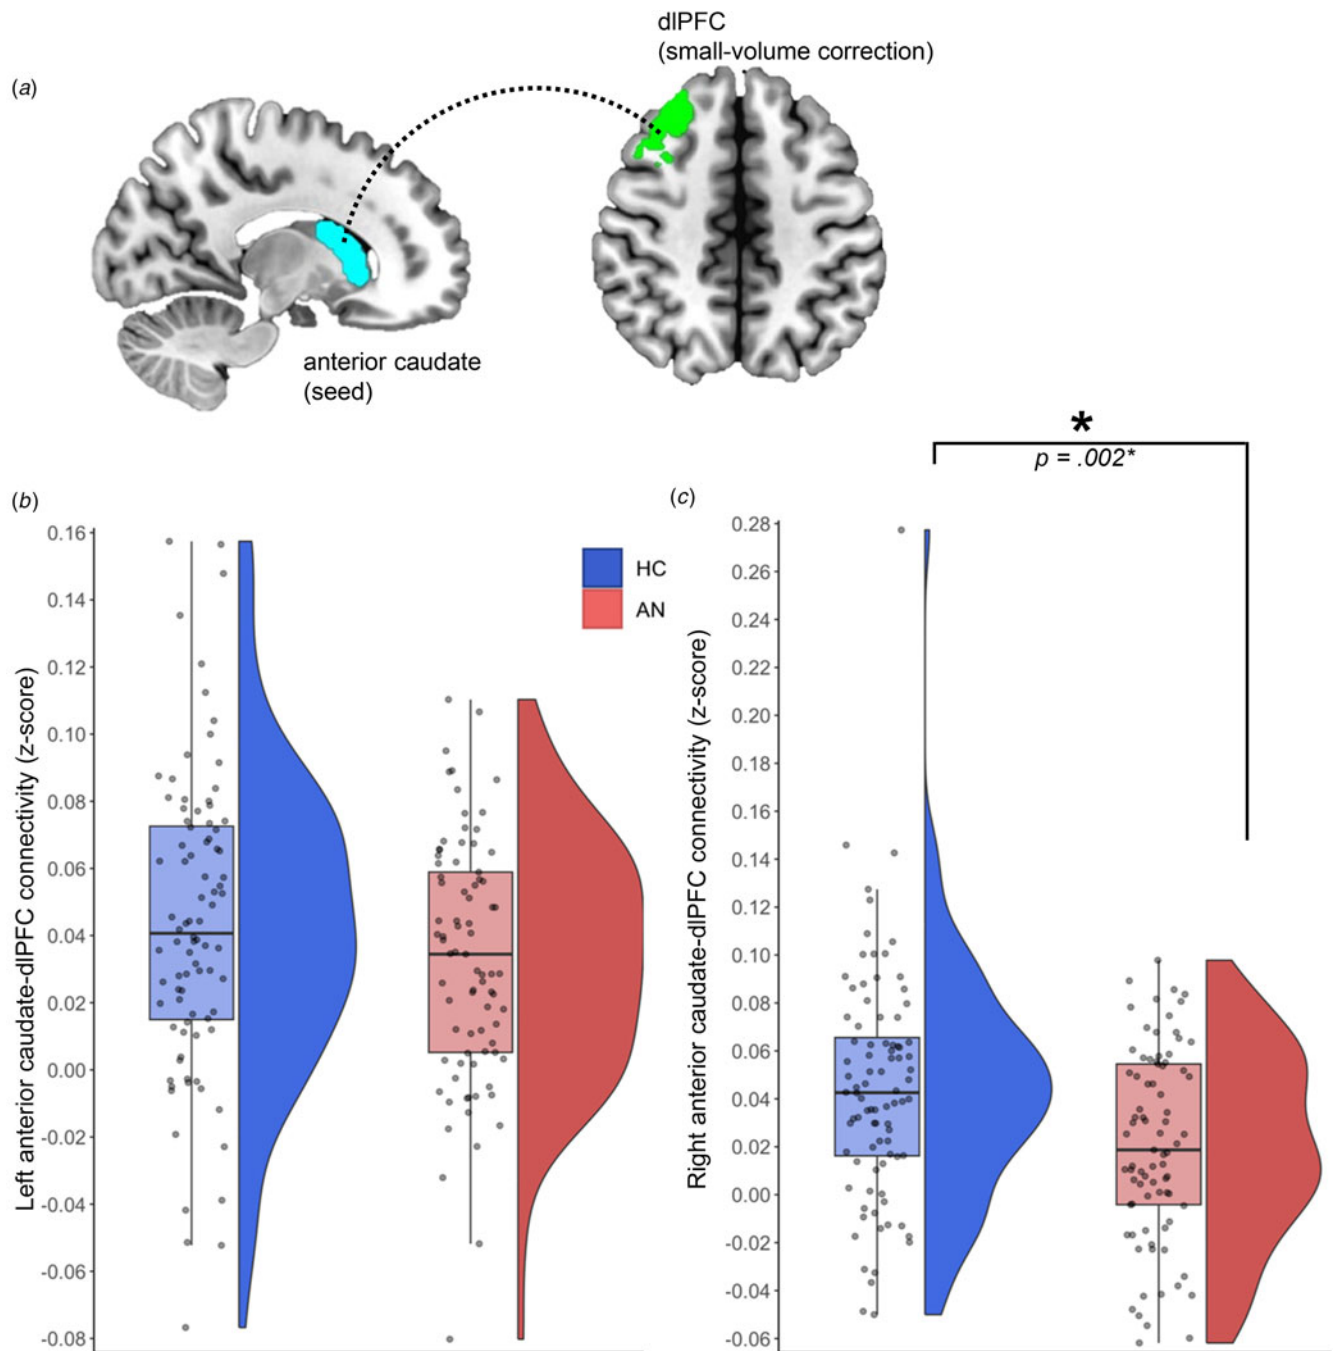 dlPFC
(small-volume correction)
(a)
anterior caudate
(seed)
*
p = .002*
(b)
(c)
Left anterior caudate-dlPFC connectivity (z-score)
0.16
0.14
0.12
0.10
0.08
0.06
0.04
0.02
0.00
-0.02
-0.04
-0.06
-0.08
HC
AN
Right anterior caudate-dlPFC connectivity (z-score)
0.28
0.26
0.24
0.22
0.20
0.18
0.16
0.14
0.12
0.10
0.08
0.06
0.04
0.02
0.00
-0.02
-0.04
-0.06